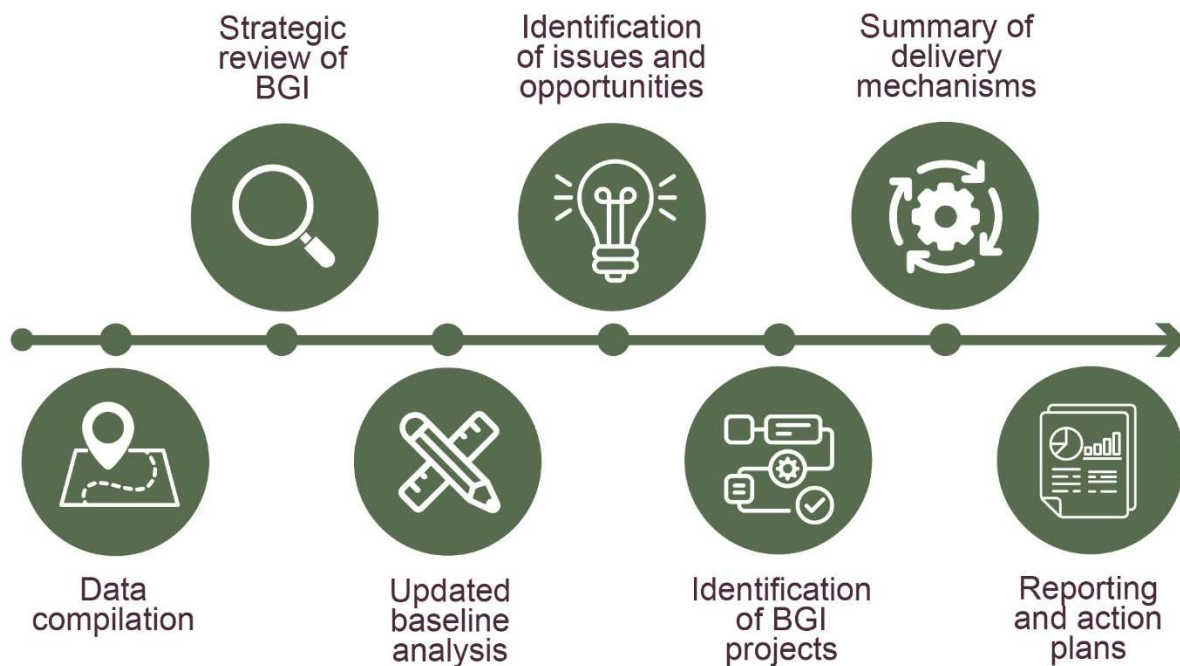 Strategic
review of
BGI
Identification
of issues and
opportunities
Summary of
delivery
mechanisms
Data
compilation
Updated
baseline
analysis
Identification
of BGI
projects
Reporting
and action
plans